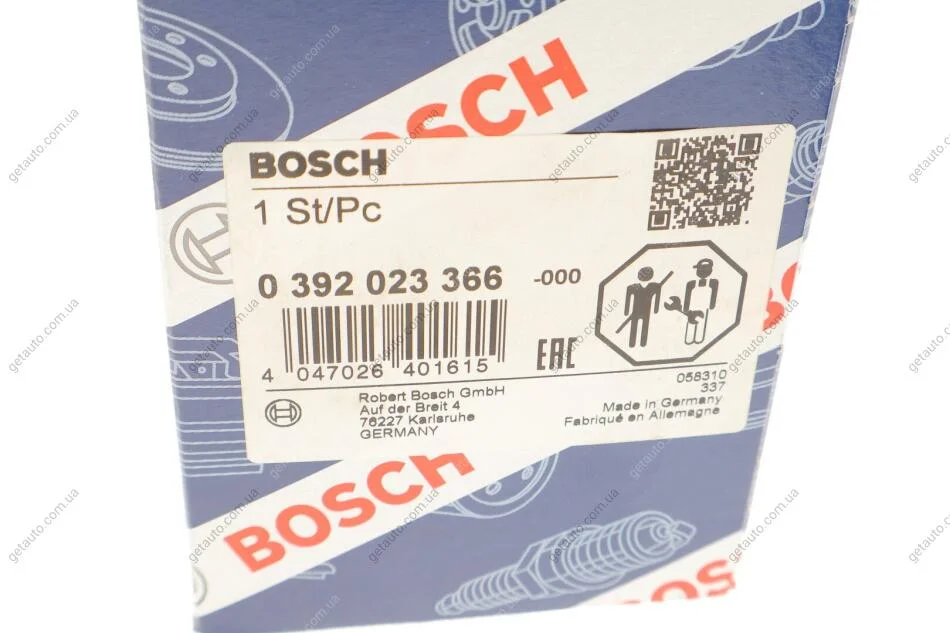 BOSCH
BOSCH
1 St/Pc
0 392 023 366 -000
4 047026 401615
EAC
058310
337
Robert Bosch GmbH
Auf der Breit 4
76227 Karlsruhe
GERMANY
Made in Germany
Fabriqué en Allemagne
BOSCH
BOS
getauto.com.ua